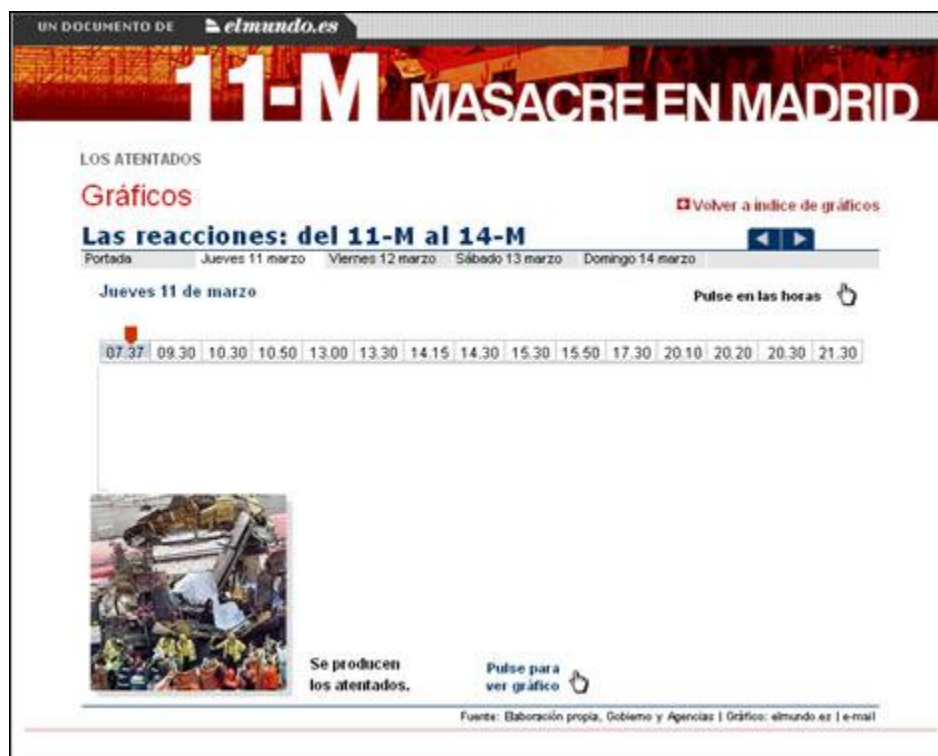 UN DOCUMENTO DE elmundo.es
11-M MASACRE EN MADRID
LOS ATENTADOS
Gráficos
Volver a índice de gráficos
Las reacciones: del 11-M al 14-M
Portada Jueves 11 marzo Viernes 12 marzo Sábado 13 marzo Domingo 14 marzo
Jueves 11 de marzo
Pulse en las horas
07.37 09.30 10.30 10.50 13.00 13.30 14.15 14.30 15.30 15.50 17.30 20.10 20.20 20.30 21.30
Se producen
los atentados.
Pulse para
ver gráfico
Fuente: Elaboración propia, Gobierno y Agencias | Gráfico: elmundo.es | e-mail